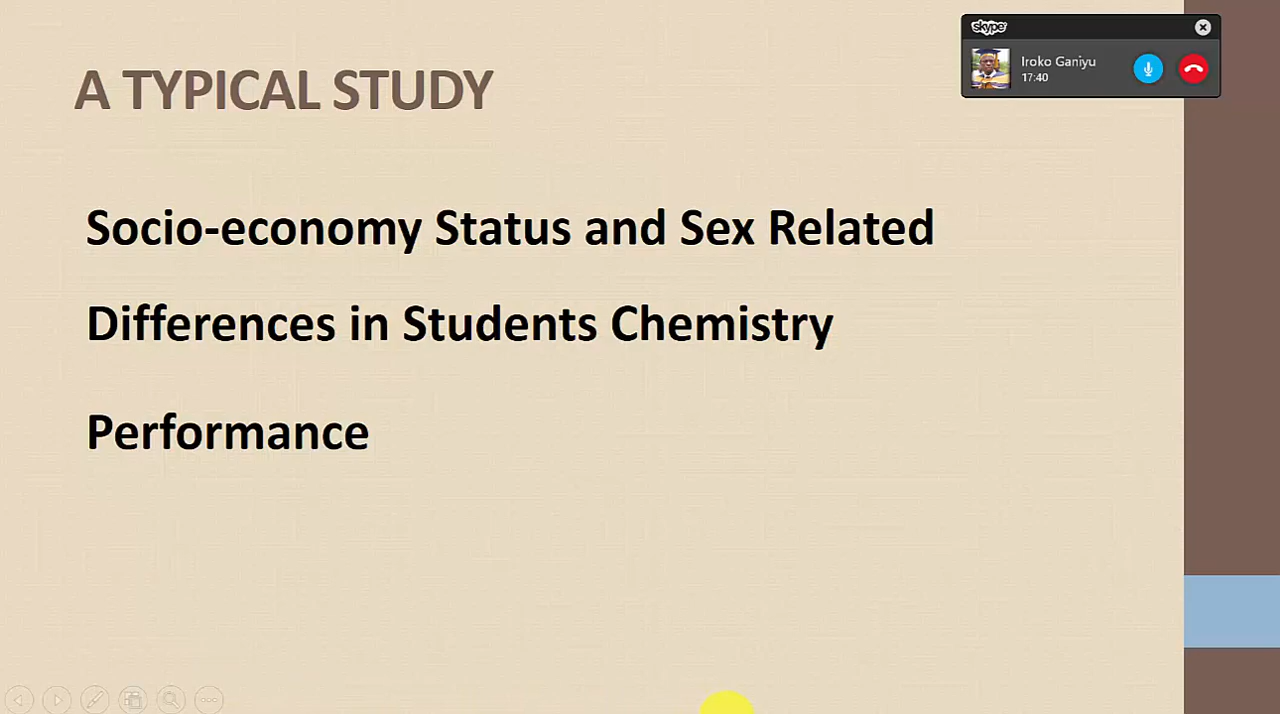 A TYPICAL STUDY
Socio-economy Status and Sex Related
Differences in Students Chemistry
Performance
skype
Iroko Ganiyu
17:40